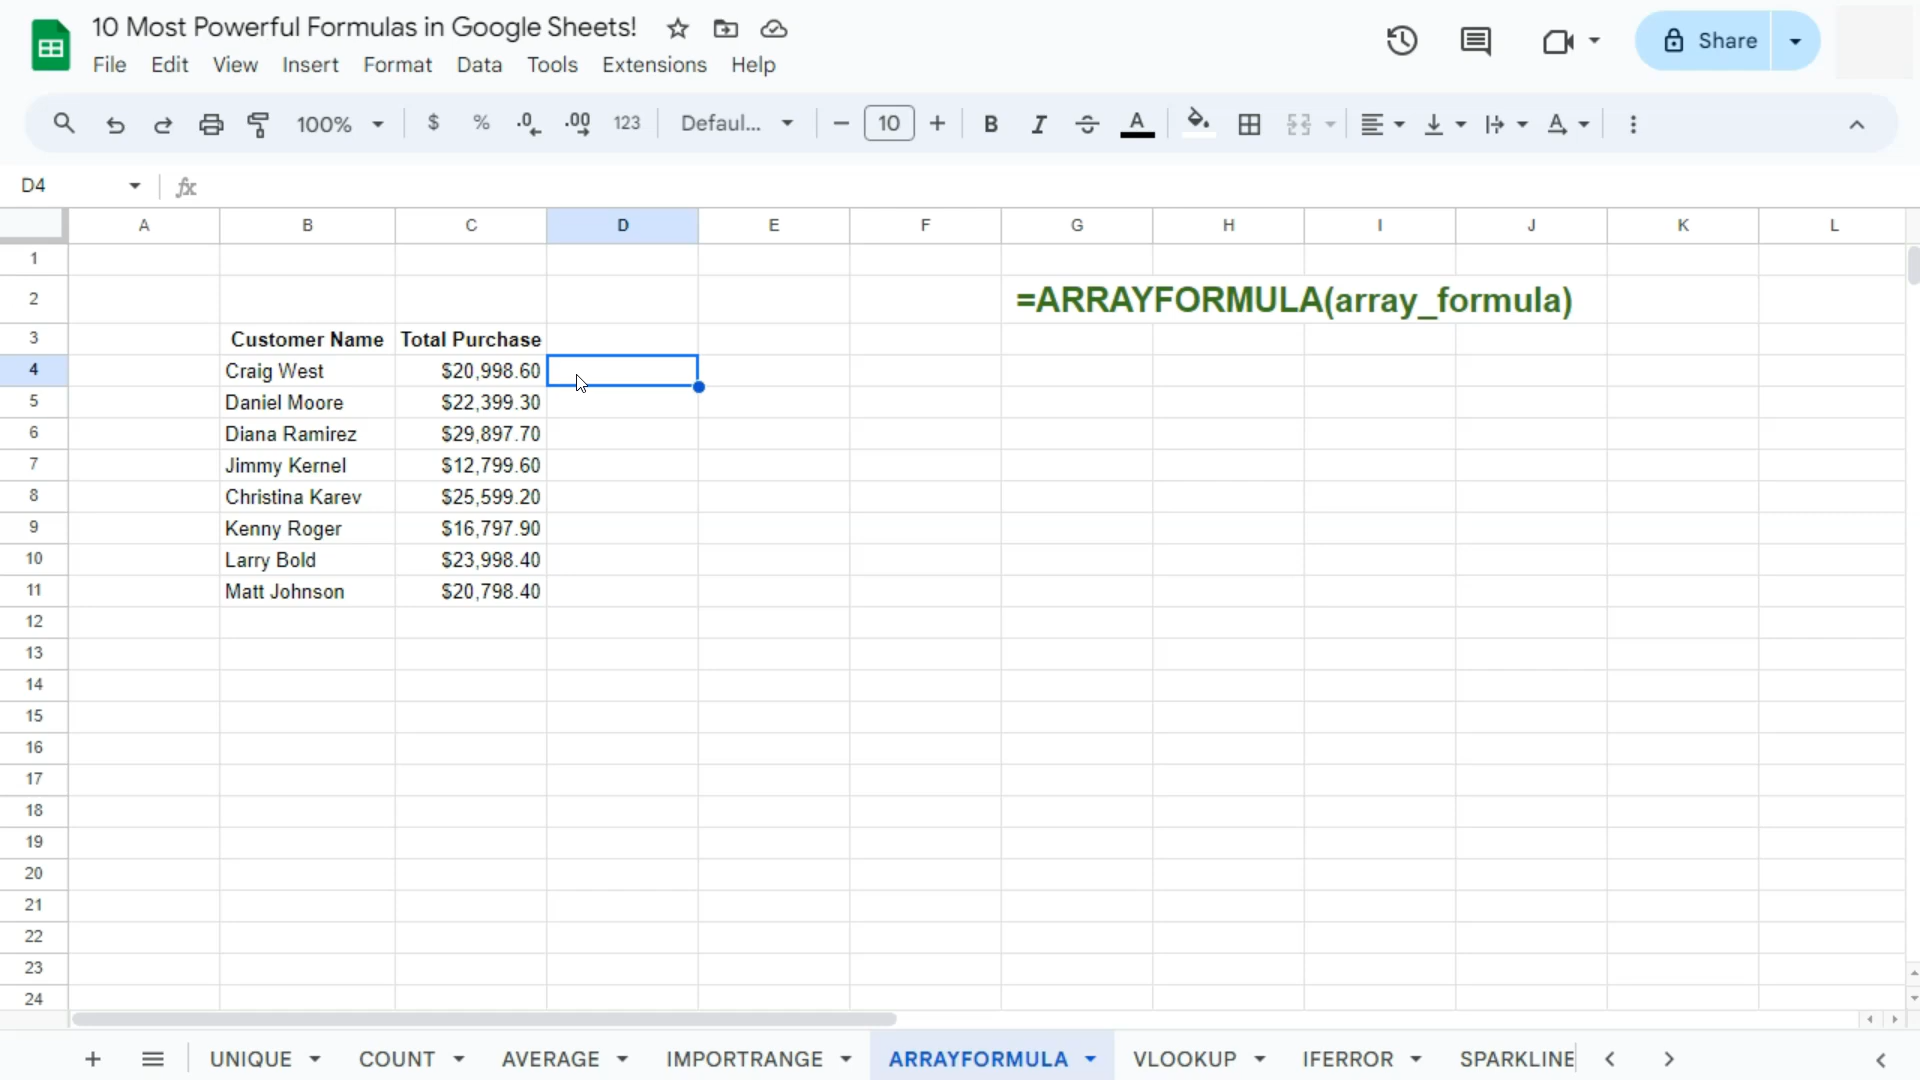 10 Most Powerful Formulas in Google Sheets!
File Edit View Insert Format Data Tools Extensions Help
Share
100% $ % .0 .00 123 Defaul... 10 B I A
D4 fx
A B C D E F G H I J K L
1
2 =ARRAYFORMULA(array_formula)
3 Customer Name Total Purchase
4 Craig West $20,998.60
5 Daniel Moore $22,399.30
6 Diana Ramirez $29,897.70
7 Jimmy Kernel $12,799.60
8 Christina Karev $25,599.20
9 Kenny Roger $16,797.90
10 Larry Bold $23,998.40
11 Matt Johnson $20,798.40
12
13
14
15
16
17
18
19
20
21
22
23
24
UNIQUE COUNT AVERAGE IMPORTRANGE ARRAYFORMULA VLOOKUP IFERROR SPARKLINE